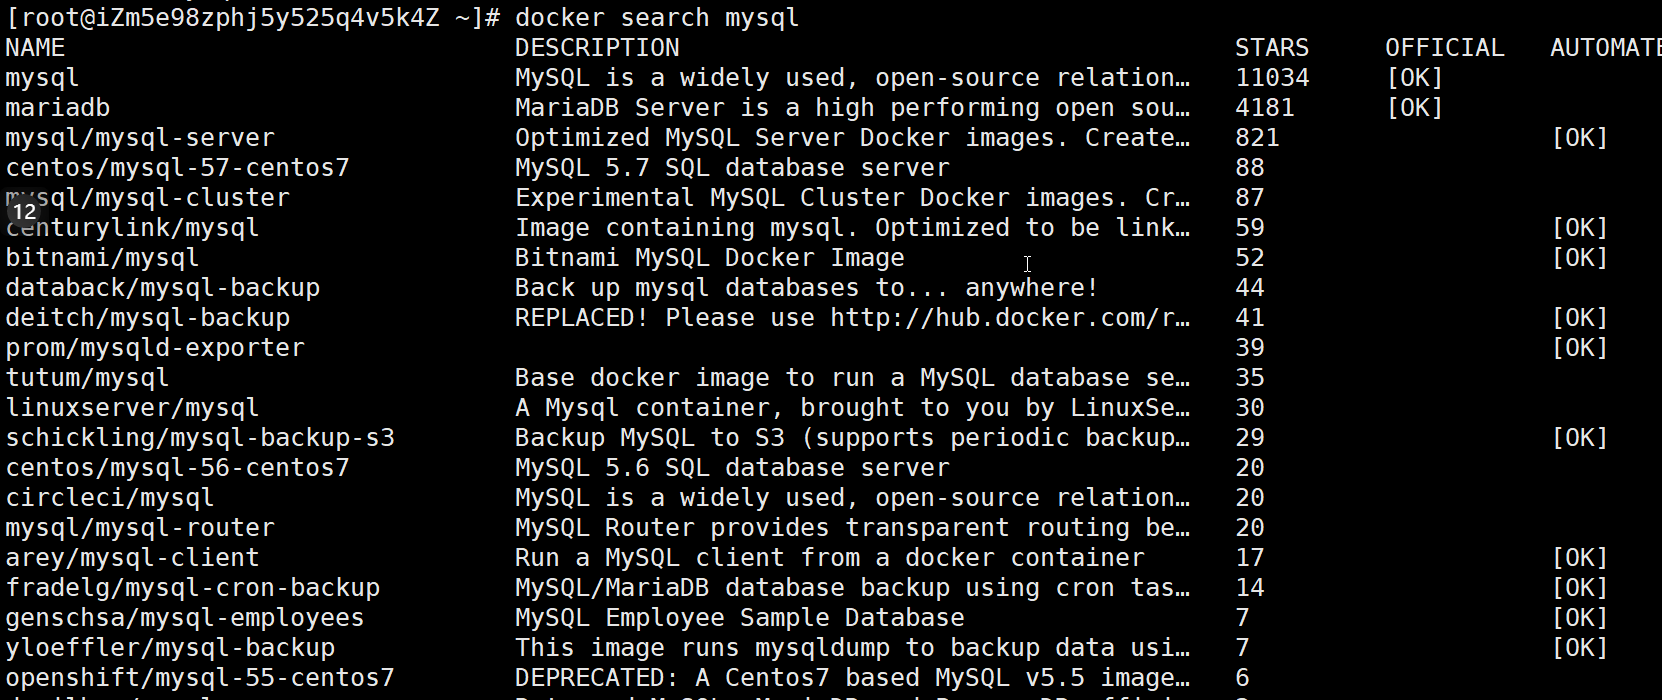 [root@iZm5e98zphj5y525q4v5k4Z ~]# docker search mysql
NAME DESCRIPTION STARS OFFICIAL AUTOMATE
mysql MySQL is a widely used, open-source relation… 11034 [OK]
mariadb MariaDB Server is a high performing open sou… 4181 [OK]
mysql/mysql-server Optimized MySQL Server Docker images. Create… 821 [OK]
centos/mysql-57-centos7 MySQL 5.7 SQL database server 88
mysql/mysql-cluster Experimental MySQL Cluster Docker images. Cr… 87
12
centurylink/mysql Image containing mysql. Optimized to be link… 59 [OK]
bitnami/mysql Bitnami MySQL Docker Image 52 [OK]
databack/mysql-backup Back up mysql databases to... anywhere! 44
deitch/mysql-backup REPLACED! Please use http://hub.docker.com/r… 41 [OK]
prom/mysqld-exporter 39 [OK]
tutum/mysql Base docker image to run a MySQL database se… 35
linuxserver/mysql A Mysql container, brought to you by LinuxSe… 30
schickling/mysql-backup-s3 Backup MySQL to S3 (supports periodic backup… 29 [OK]
centos/mysql-56-centos7 MySQL 5.6 SQL database server 20
circleci/mysql MySQL is a widely used, open-source relation… 20
mysql/mysql-router MySQL Router provides transparent routing be… 20
arey/mysql-client Run a MySQL client from a docker container 17 [OK]
fradelg/mysql-cron-backup MySQL/MariaDB database backup using cron tas… 14 [OK]
genschsa/mysql-employees MySQL Employee Sample Database 7 [OK]
yloeffler/mysql-backup This image runs mysqldump to backup data usi… 7 [OK]
openshift/mysql-55-centos7 DEPRECATED: A Centos7 based MySQL v5.5 image… 6